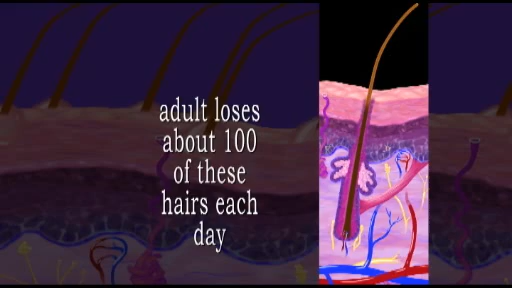 adult loses
about 100
of these
hairs each
day